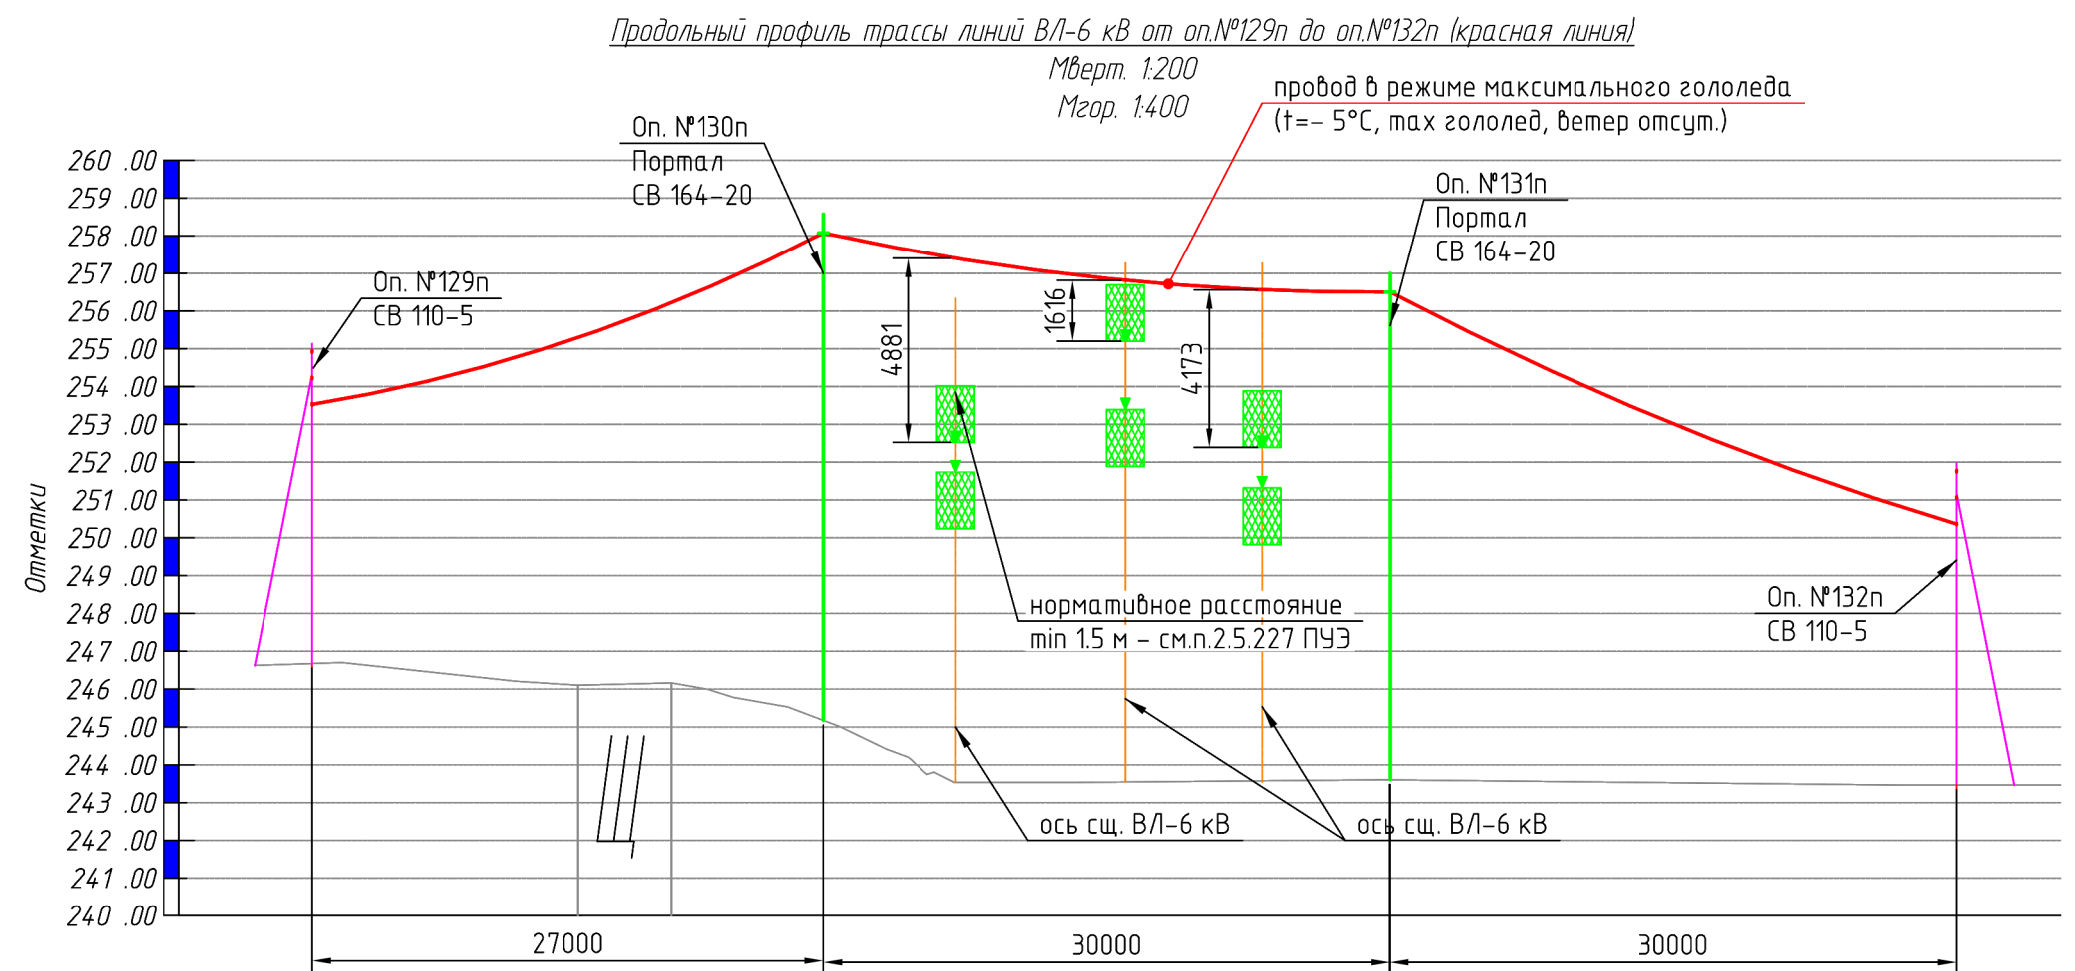 Продольный профиль трассы линий ВЛ-6 кВ от оп.№129п до оп.№132п (красная линия)
Мверт. 1:200
Мгор. 1:400
провод в режиме максимального гололеда
(t=- 5°C, max гололед, ветер отсут.)
Оп. №130п
Портал
СВ 164-20
Оп. №131п
Портал
СВ 164-20
Оп. №129п
СВ 110-5
Оп. №132п
СВ 110-5
Отметки
260 .00
259 .00
258 .00
257 .00
256 .00
255 .00
254 .00
253 .00
252 .00
251 .00
250 .00
249 .00
248 .00
247 .00
246 .00
245 .00
244 .00
243 .00
242 .00
241 .00
240 .00
4881
1616
4173
нормативное расстояние
min 1.5 м - см.п.2.5.227 ПУЭ
ось сщ. ВЛ-6 кВ
ось сщ. ВЛ-6 кВ
27000
30000
30000